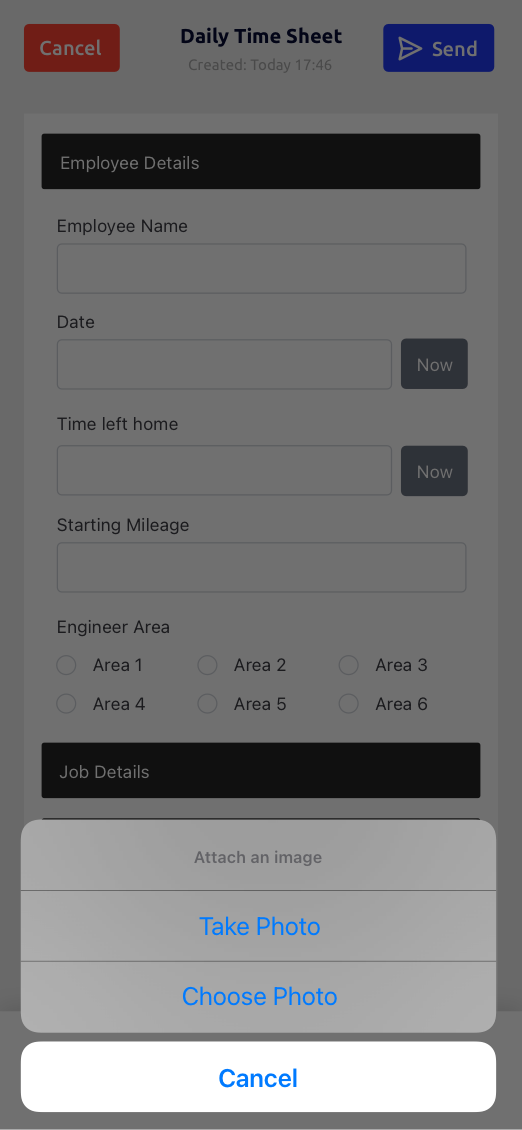 Cancel
Daily Time Sheet
Created: Today 17:46
Send
Employee Details
Employee Name
Date
Now
Time left home
Now
Starting Mileage
Engineer Area
Area 1 Area 2 Area 3
Area 4 Area 5 Area 6
Job Details
Attach an image
Take Photo
Choose Photo
Cancel